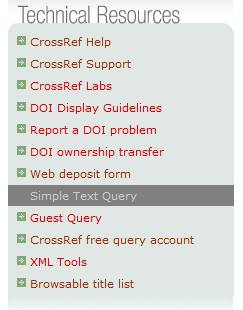 Technical Resources
CrossRef Help
CrossRef Support
CrossRef Labs
DOI Display Guidelines
Report a DOI problem
DOI ownership transfer
Web deposit form
Simple Text Query
Guest Query
CrossRef free query account
XML Tools
Browsable title list